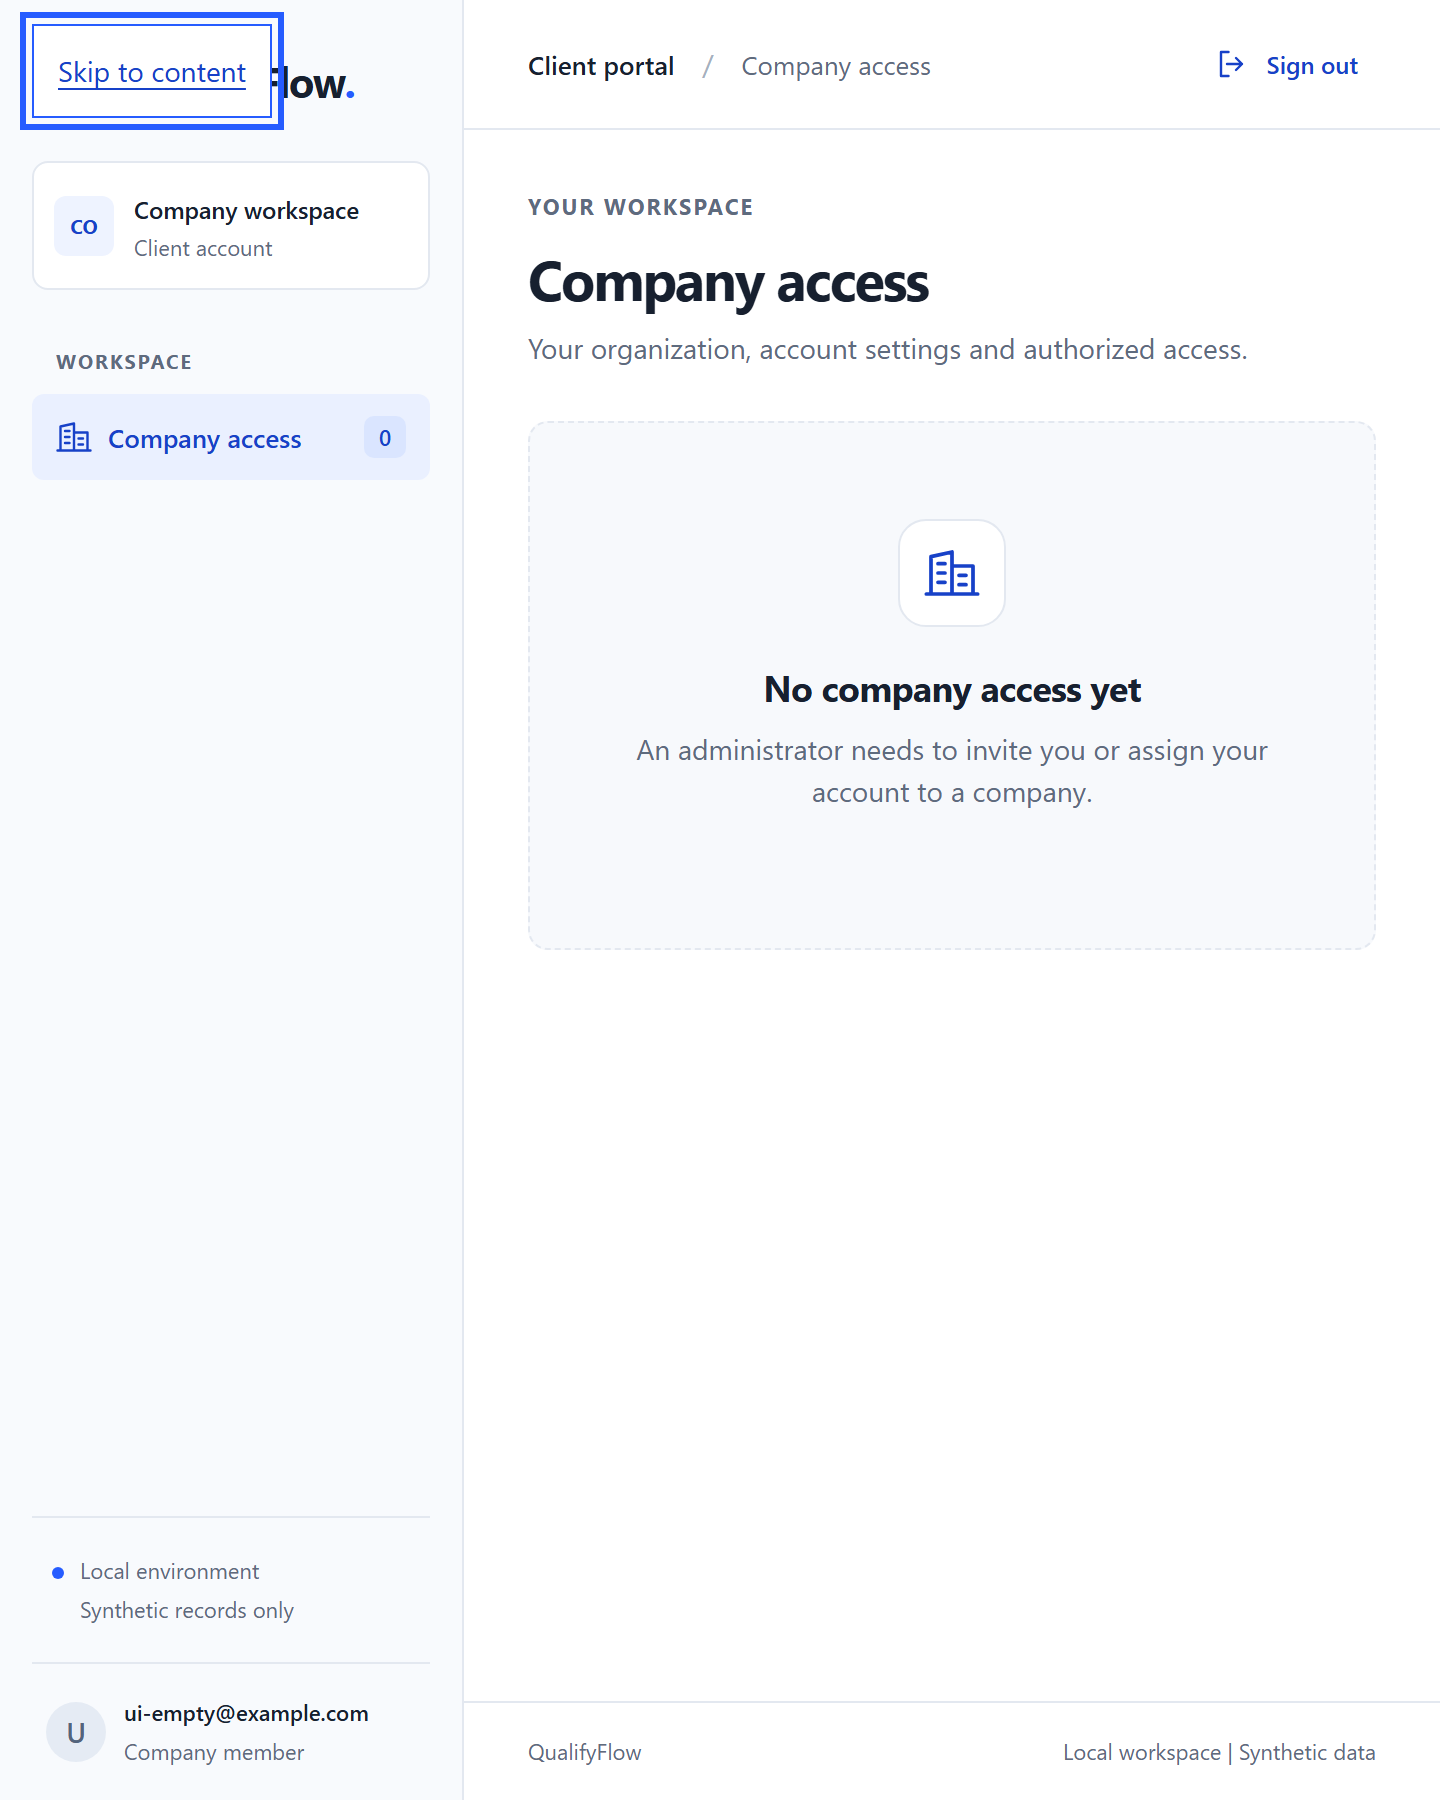 Skip to content
Flow.
CO
Company workspace
Client account
WORKSPACE
Company access
0
ui-empty@example.com
Company member
U
Local environment
Synthetic records only
Client portal / Company access
Sign out
YOUR WORKSPACE
Company access
Your organization, account settings and authorized access.
No company access yet
An administrator needs to invite you or assign your
account to a company.
QualifyFlow
Local workspace | Synthetic data